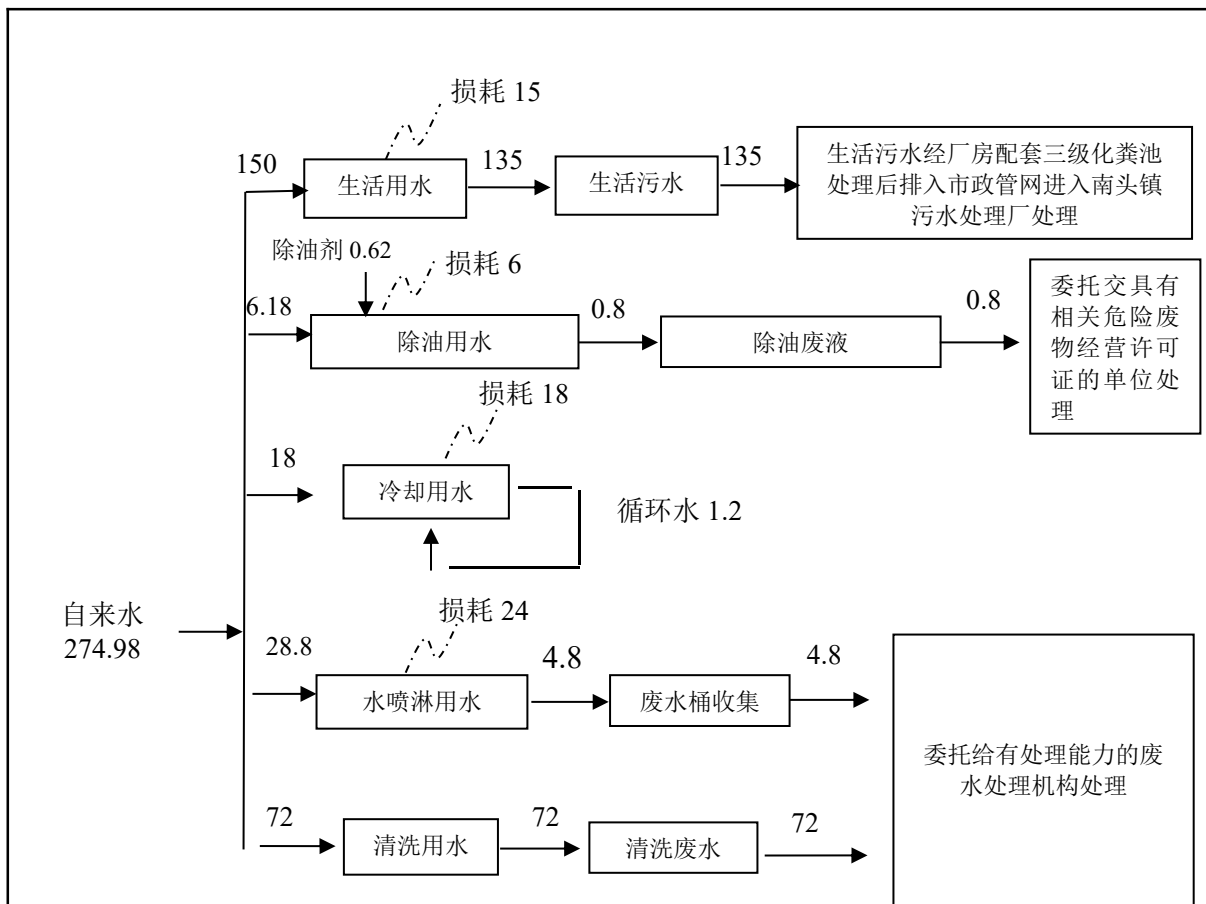 损耗 15
150
生活用水
135
生活污水
135
生活污水经厂房配套三级化粪池
处理后排入市政管网进入南头镇
污水处理厂处理
除油剂 0.62
损耗 6
6.18
除油用水
0.8
除油废液
0.8
委托交具有
相关危险废
物经营许可
证的单位处
理
损耗 18
18
冷却用水
循环水 1.2
自来水
274.98
损耗 24
28.8
水喷淋用水
4.8
废水桶收集
4.8
委托给有处理能力的废
水处理机构处理
72
清洗用水
72
清洗废水
72